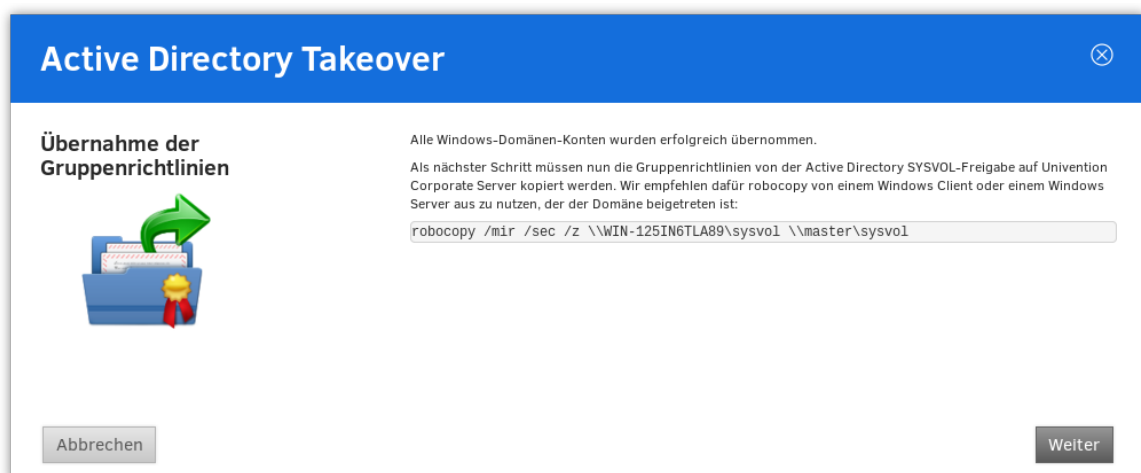 Active Directory Takeover
Übernahme der
Gruppenrichtlinien
Alle Windows-Domänen-Konten wurden erfolgreich übernommen.
Als nächster Schritt müssen nun die Gruppenrichtlinien von der Active Directory SYSVOL-Freigabe auf Univention
Corporate Server kopiert werden. Wir empfehlen dafür robocopy von einem Windows Client oder einem Windows
Server aus zu nutzen, der der Domäne beigetreten ist:
robocopy /mir /sec /z \\WIN-125IN6TLA89\sysvol \\master\sysvol
Abbrechen
Weiter